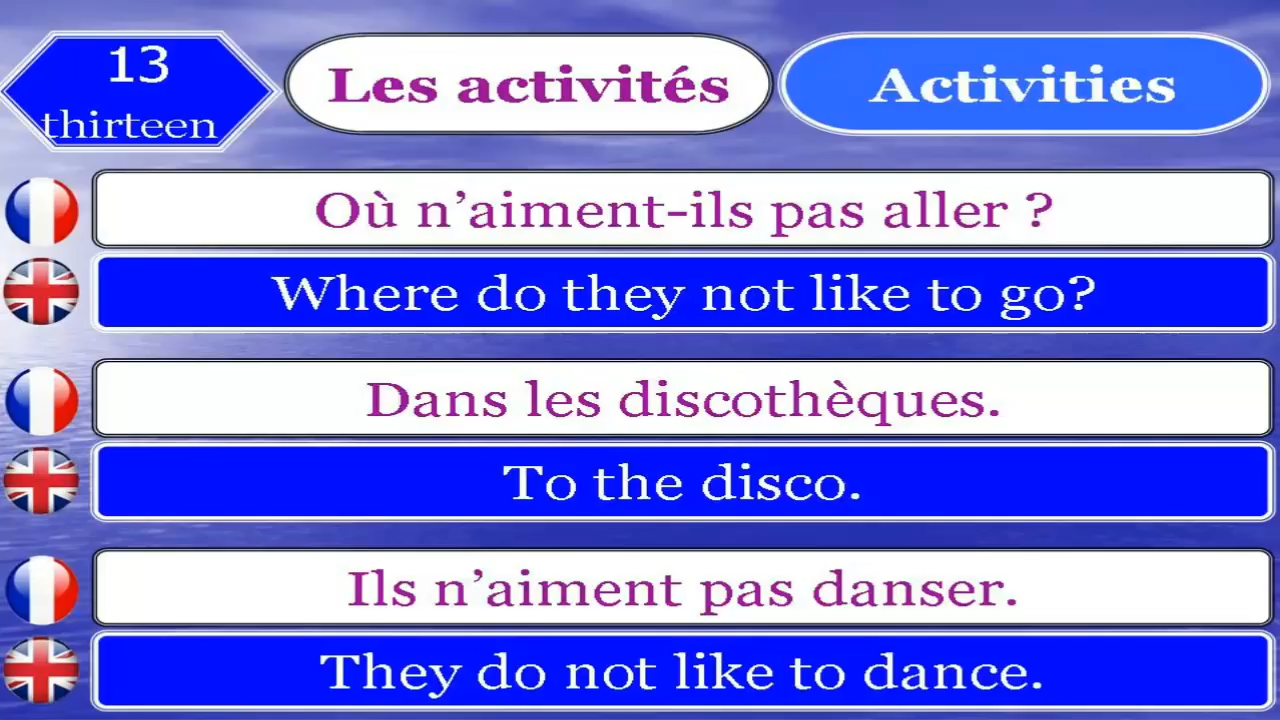 13
thirteen
Les activités
Activities
Où n’aiment-ils pas aller ?
Where do they not like to go?
Dans les discothèques.
To the disco.
Ils n’aiment pas danser.
They do not like to dance.